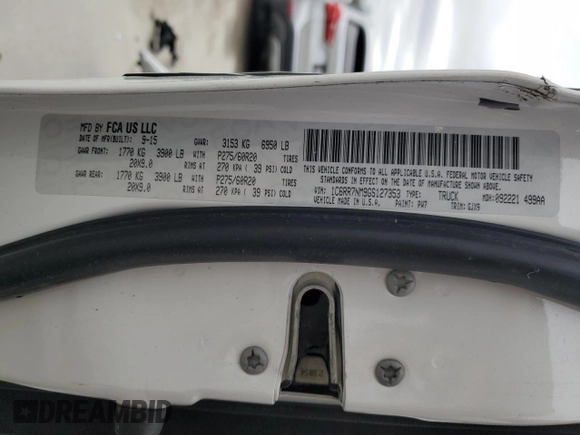 MFD BY FCA US LLC
DATE OF MFR(BUILT): 9-15 GVWR: 3153 KG 6950 LB
GAWR FRONT: 1770 KG 3900 LB WITH P275/60R20 TIRES
20X9.0 RIMS AT 270 KPA ( 39 PSI) COLD
GAWR REAR: 1770 KG 3900 LB WITH P275/60R20 TIRES
20X9.0 RIMS AT 270 KPA ( 39 PSI) COLD
THIS VEHICLE CONFORMS TO ALL APPLICABLE U.S.A. FEDERAL MOTOR VEHICLE SAFETY
STANDARDS IN EFFECT ON THE DATE OF MANUFACTURE SHOWN ABOVE.
VIN: 1C6RR7NM9GS127353 TYPE: TRUCK MDH: 092221 499AA
VEHICLE MADE IN U.S.A. PAINT: PW7 TRIM: CJX9
DREAMBID